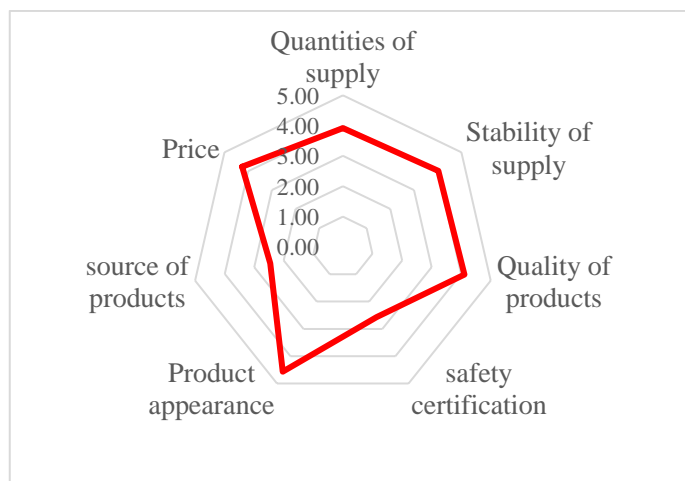 Quantities of
supply
5.00
4.00
3.00
2.00
1.00
0.00
Stability of
supply
Quality of
products
safety
certification
Product
appearance
source of
products
Price